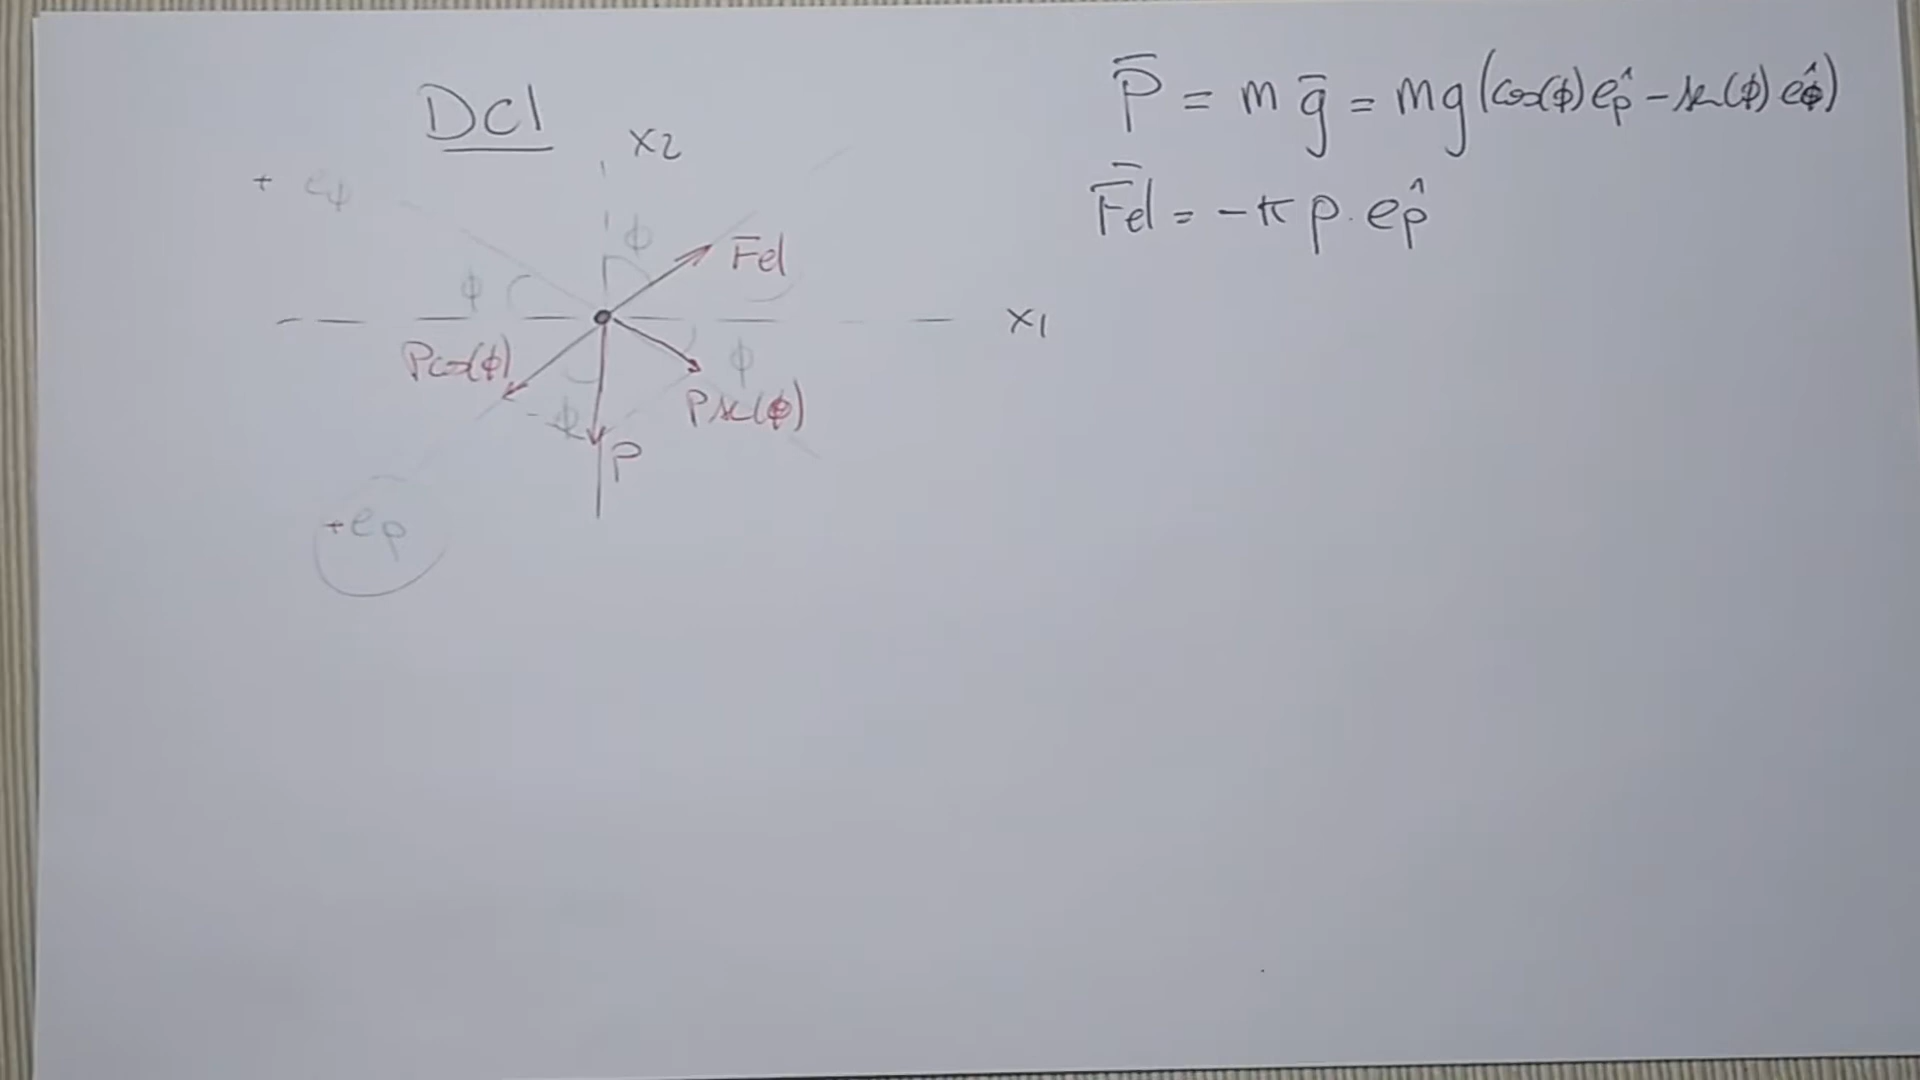 DCl
x2
+ eϕ
ϕ
Fel
ϕ
x1
Pcos(ϕ)
ϕ
Psen(ϕ)
ϕ
P
+eρ
P̅ = m g̅ = mg(cos(ϕ) êρ - sen(ϕ) êϕ)
F̅el = -k ρ. êρ